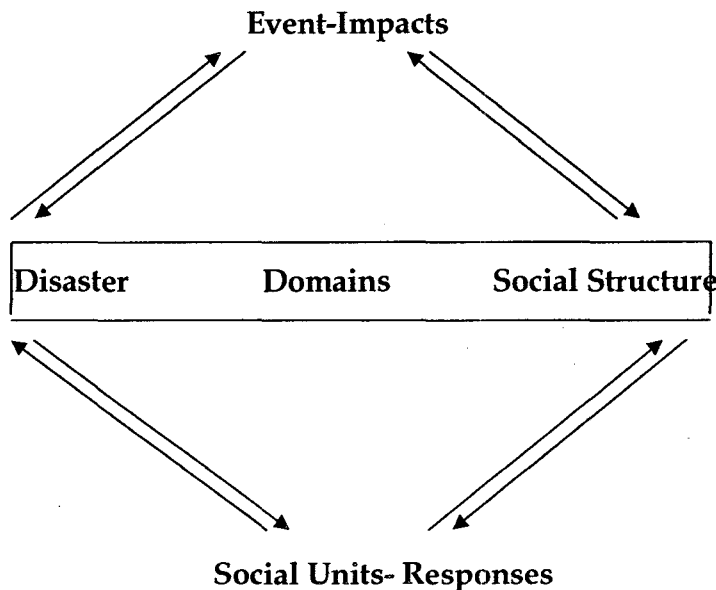 Event-Impacts
Disaster Domains Social Structure
Social Units- Responses